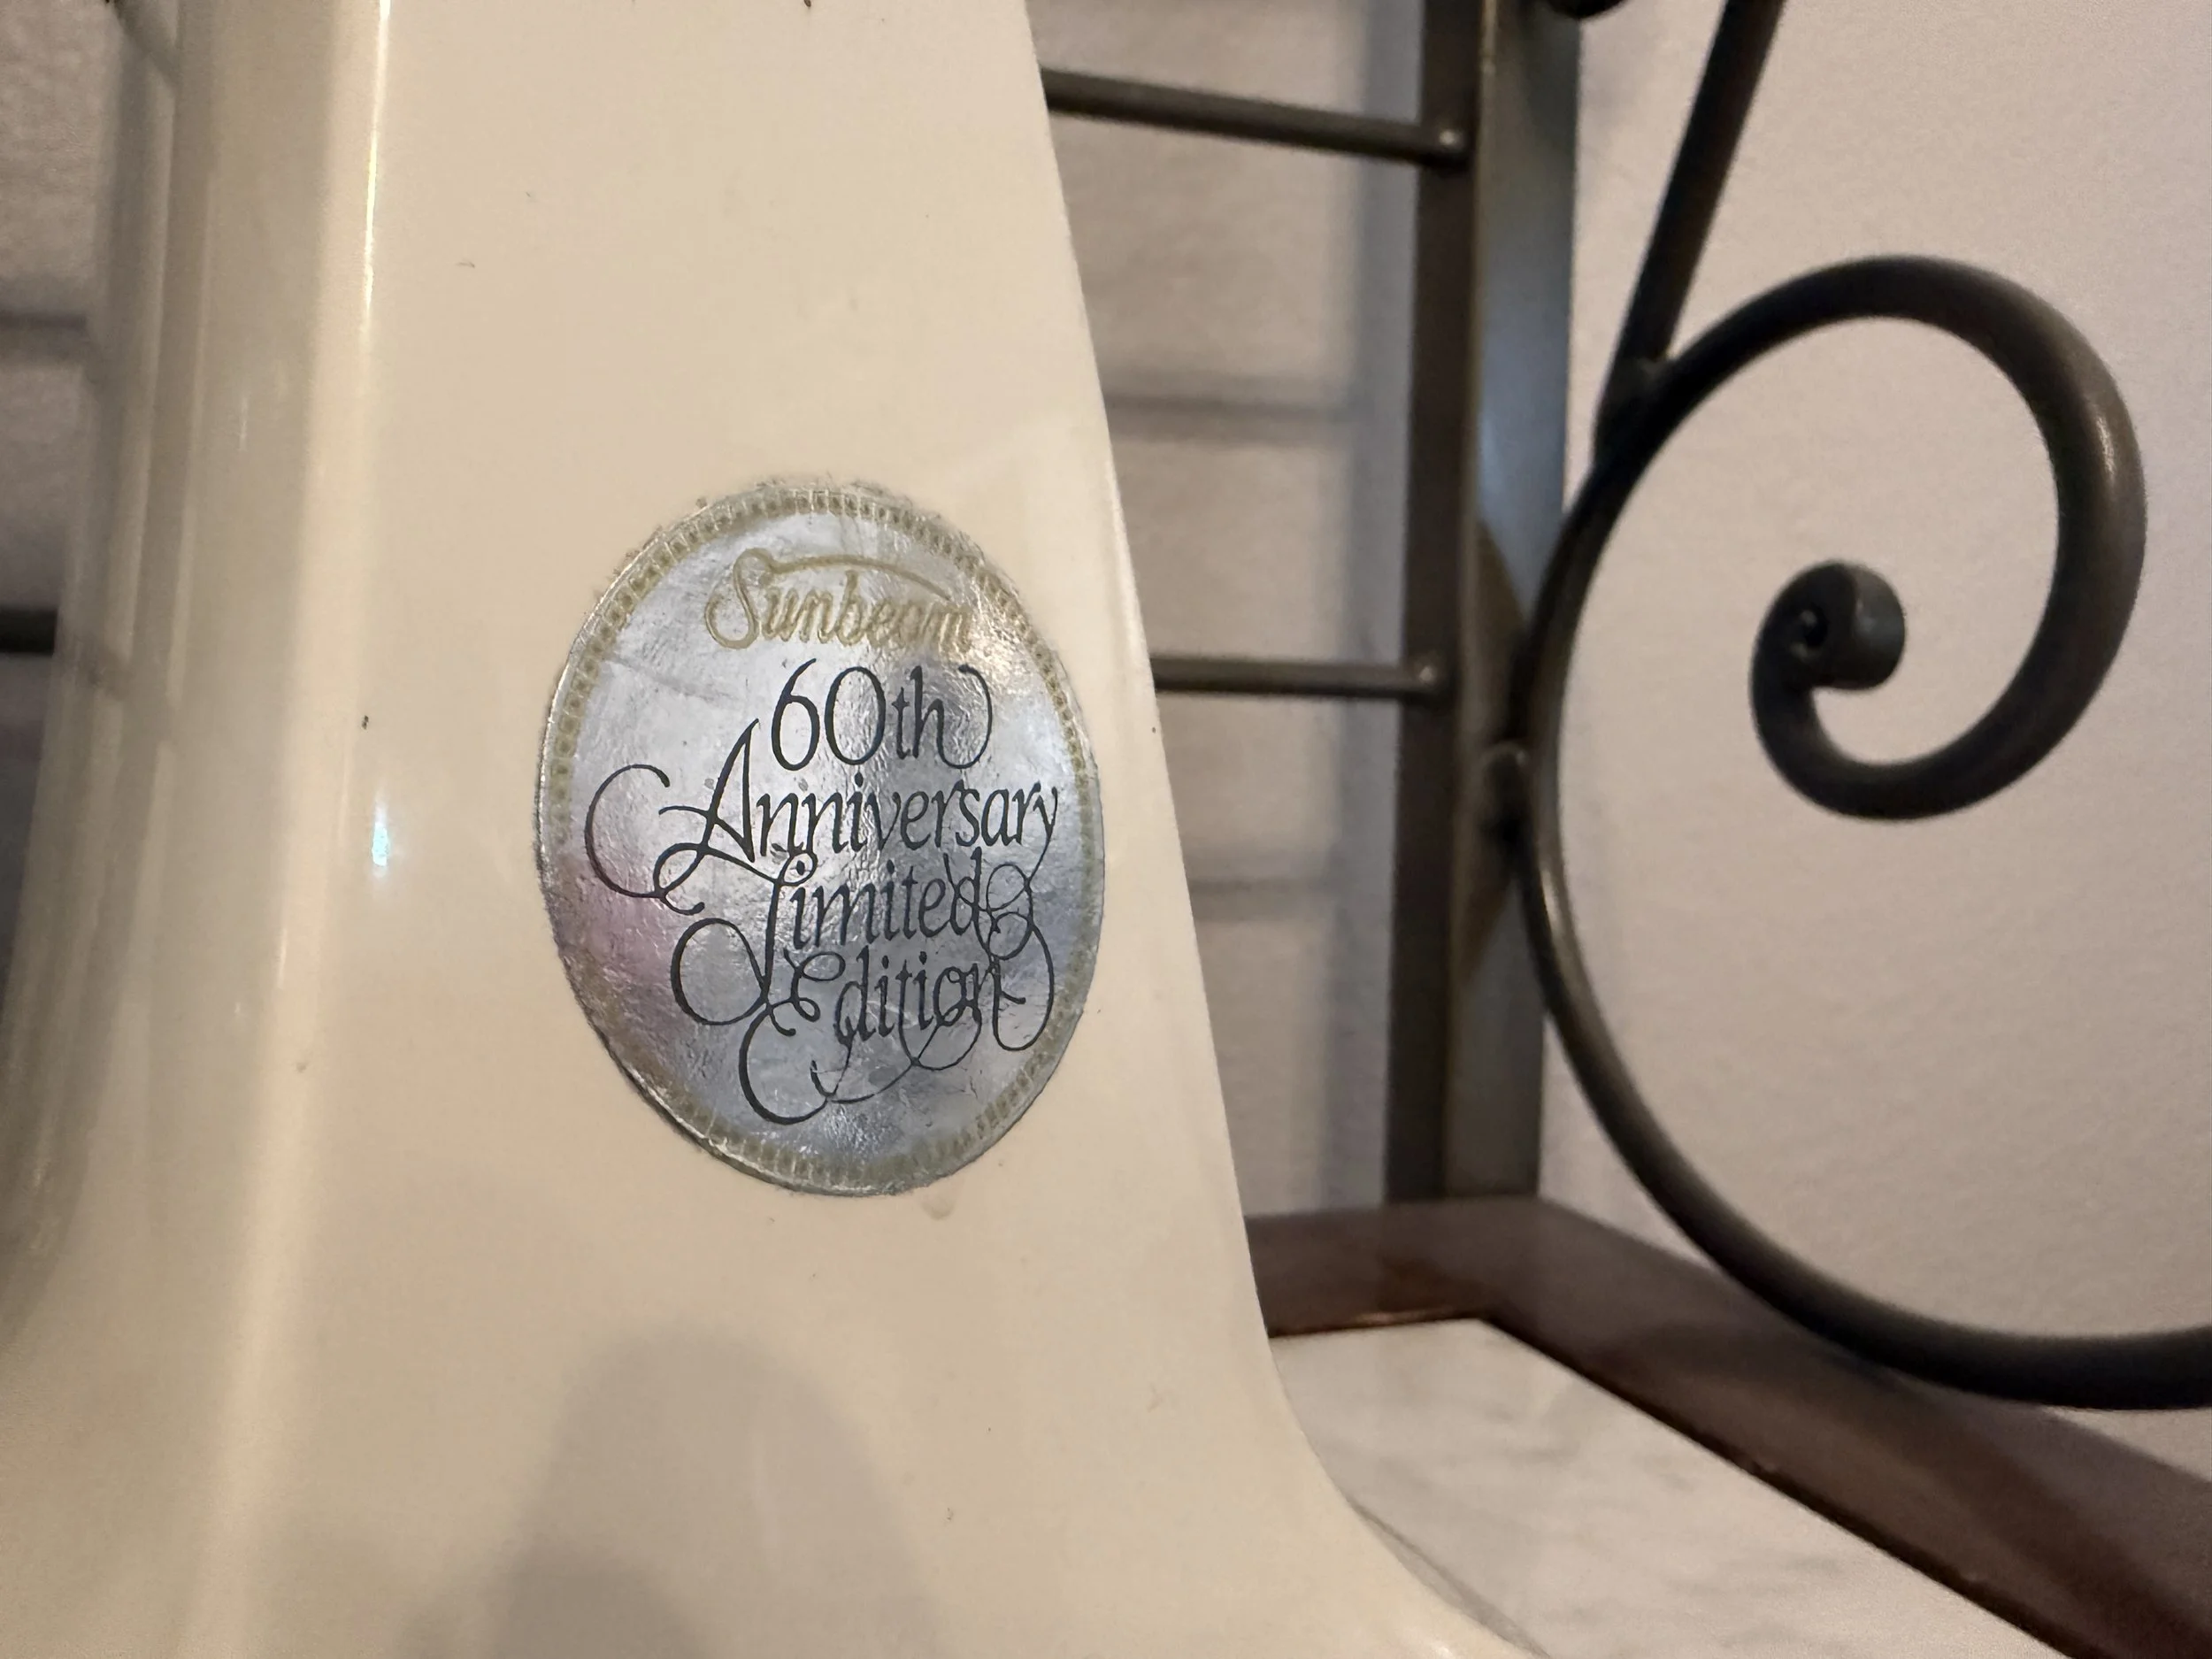 Sunbeam
60th
Anniversary
Limited
Edition